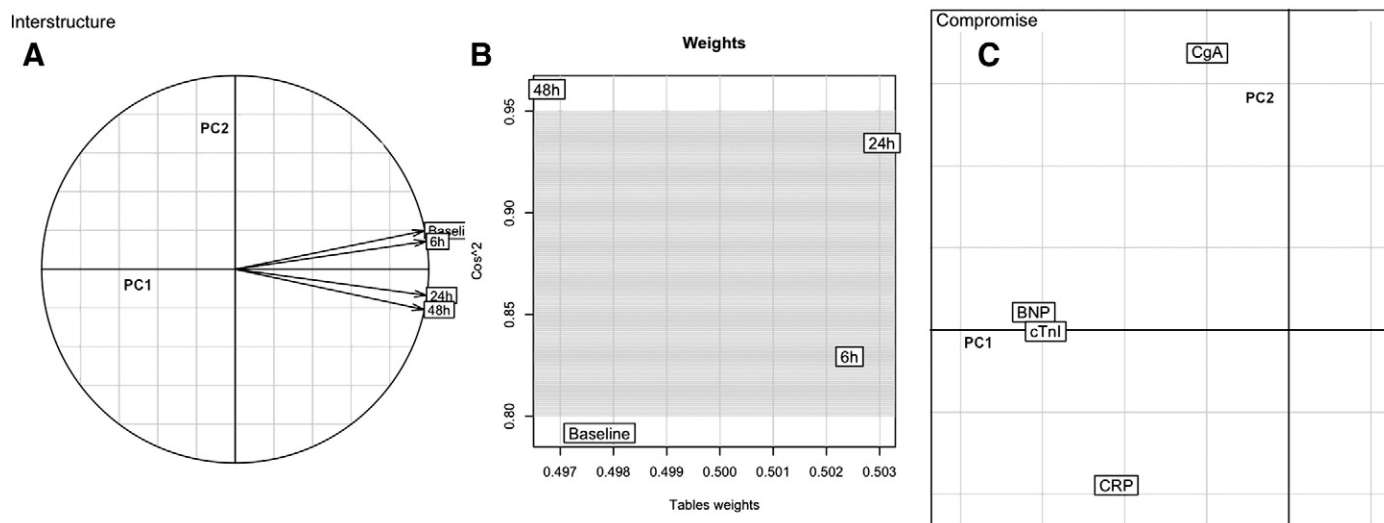 Interstructure
A
PC2
PC1
Baseli
6h
24h
48h
B
Weights
Cos^2
0.95
0.90
0.85
0.80
48h
24h
6h
Baseline
0.497 0.498 0.499 0.500 0.501 0.502 0.503
Tables weights
Compromise
C
CgA
PC2
BNP
cTnI
PC1
CRP